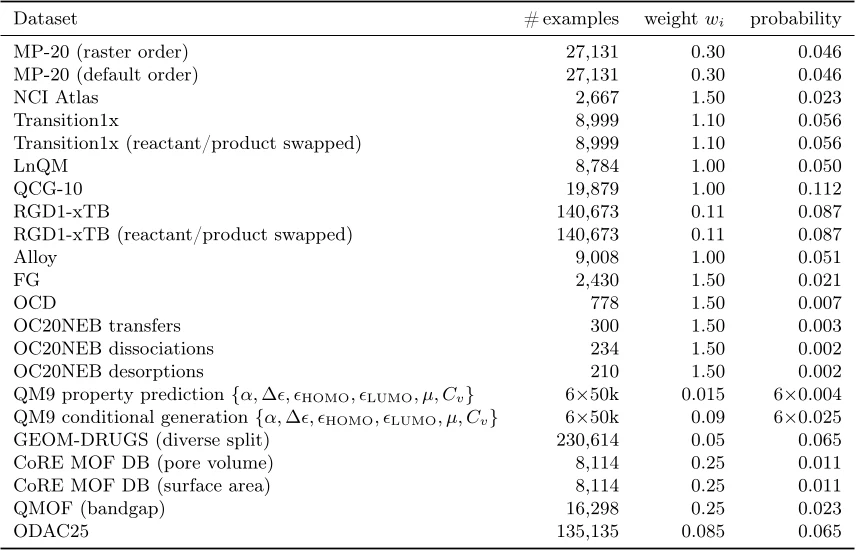 Dataset # examples weight wᵢ probability
MP-20 (raster order) 27,131 0.30 0.046
MP-20 (default order) 27,131 0.30 0.046
NCI Atlas 2,667 1.50 0.023
Transition1x 8,999 1.10 0.056
Transition1x (reactant/product swapped) 8,999 1.10 0.056
LnQM 8,784 1.00 0.050
QCG-10 19,879 1.00 0.112
RGD1-xTB 140,673 0.11 0.087
RGD1-xTB (reactant/product swapped) 140,673 0.11 0.087
Alloy 9,008 1.00 0.051
FG 2,430 1.50 0.021
OCD 778 1.50 0.007
OC20NEB transfers 300 1.50 0.003
OC20NEB dissociations 234 1.50 0.002
OC20NEB desorptions 210 1.50 0.002
QM9 property prediction {α, Δϵ, ϵHOMO, ϵLUMO, μ, Cᵥ} 6×50k 0.015 6×0.004
QM9 conditional generation {α, Δϵ, ϵHOMO, ϵLUMO, μ, Cᵥ} 6×50k 0.09 6×0.025
GEOM-DRUGS (diverse split) 230,614 0.05 0.065
CoRE MOF DB (pore volume) 8,114 0.25 0.011
CoRE MOF DB (surface area) 8,114 0.25 0.011
QMOF (bandgap) 16,298 0.25 0.023
ODAC25 135,135 0.085 0.065